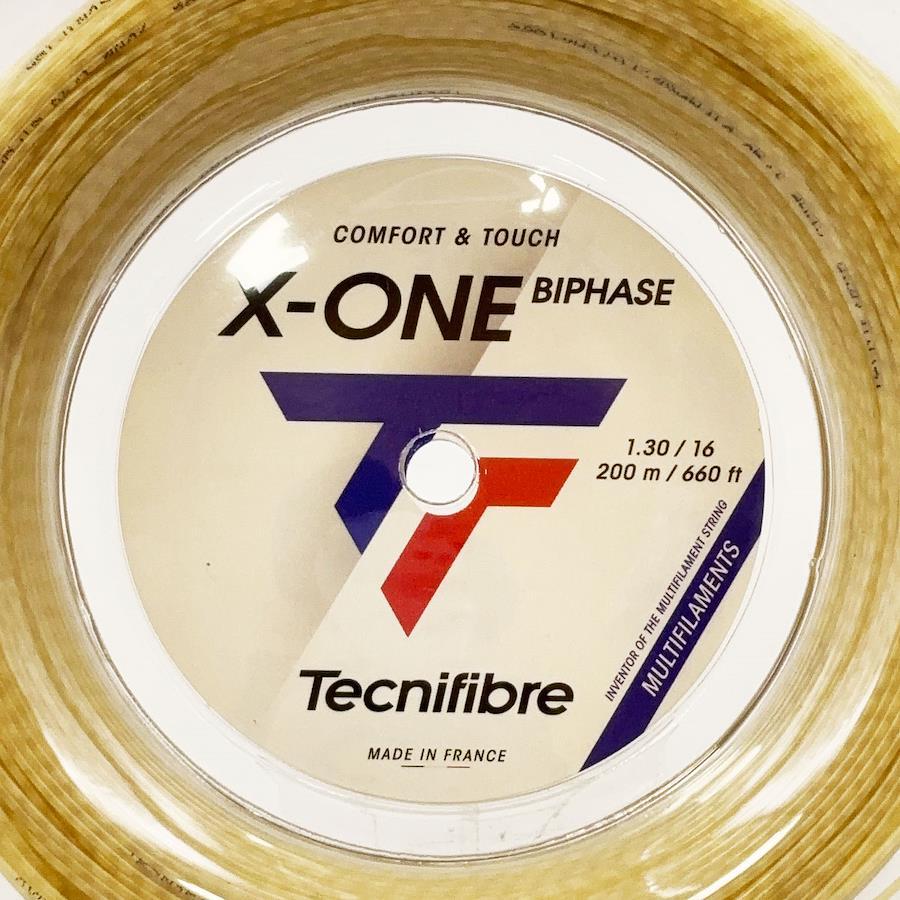 COMFORT & TOUCH
X-ONE BIPHASE
1.30 / 16
200 m / 660 ft
INVENTOR OF THE MULTIFILAMENT STRING
MULTIFILAMENTS
Tecnifibre
MADE IN FRANCE